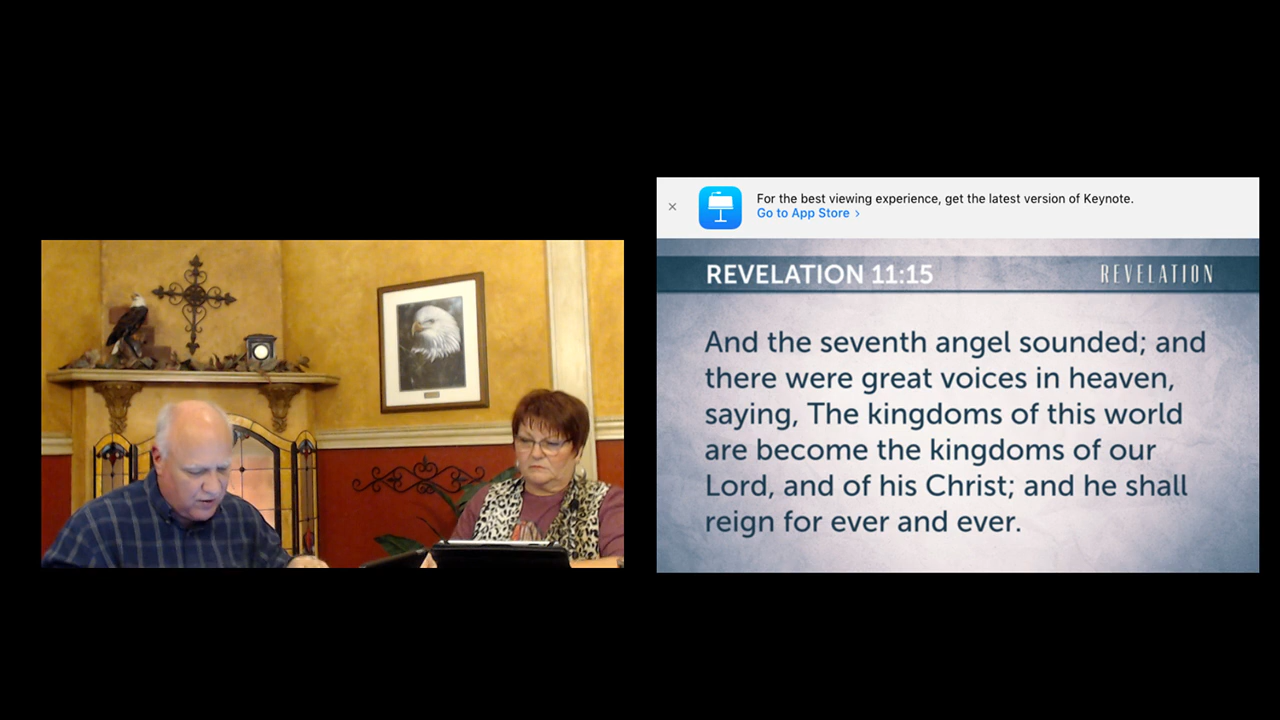 For the best viewing experience, get the latest version of Keynote.
Go to App Store >
REVELATION 11:15
REVELATION
And the seventh angel sounded; and
there were great voices in heaven,
saying, The kingdoms of this world
are become the kingdoms of our
Lord, and of his Christ; and he shall
reign for ever and ever.